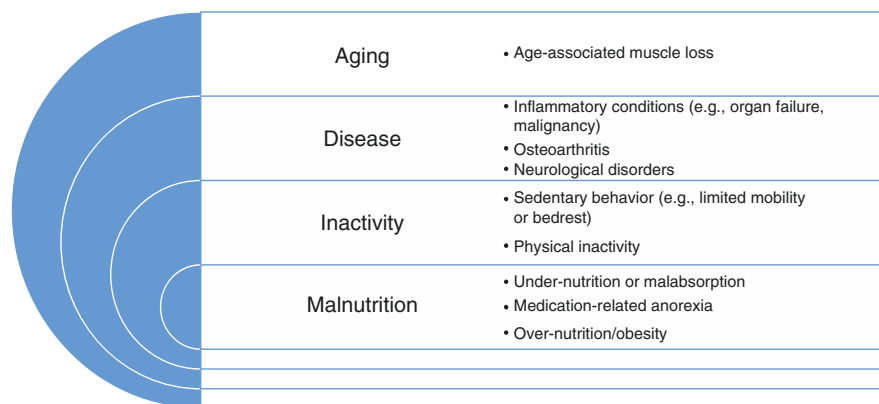 Aging
• Age-associated muscle loss
Disease
• Inflammatory conditions (e.g., organ failure,
malignancy)
• Osteoarthritis
• Neurological disorders
Inactivity
• Sedentary behavior (e.g., limited mobility
or bedrest)
• Physical inactivity
Malnutrition
• Under-nutrition or malabsorption
• Medication-related anorexia
• Over-nutrition/obesity